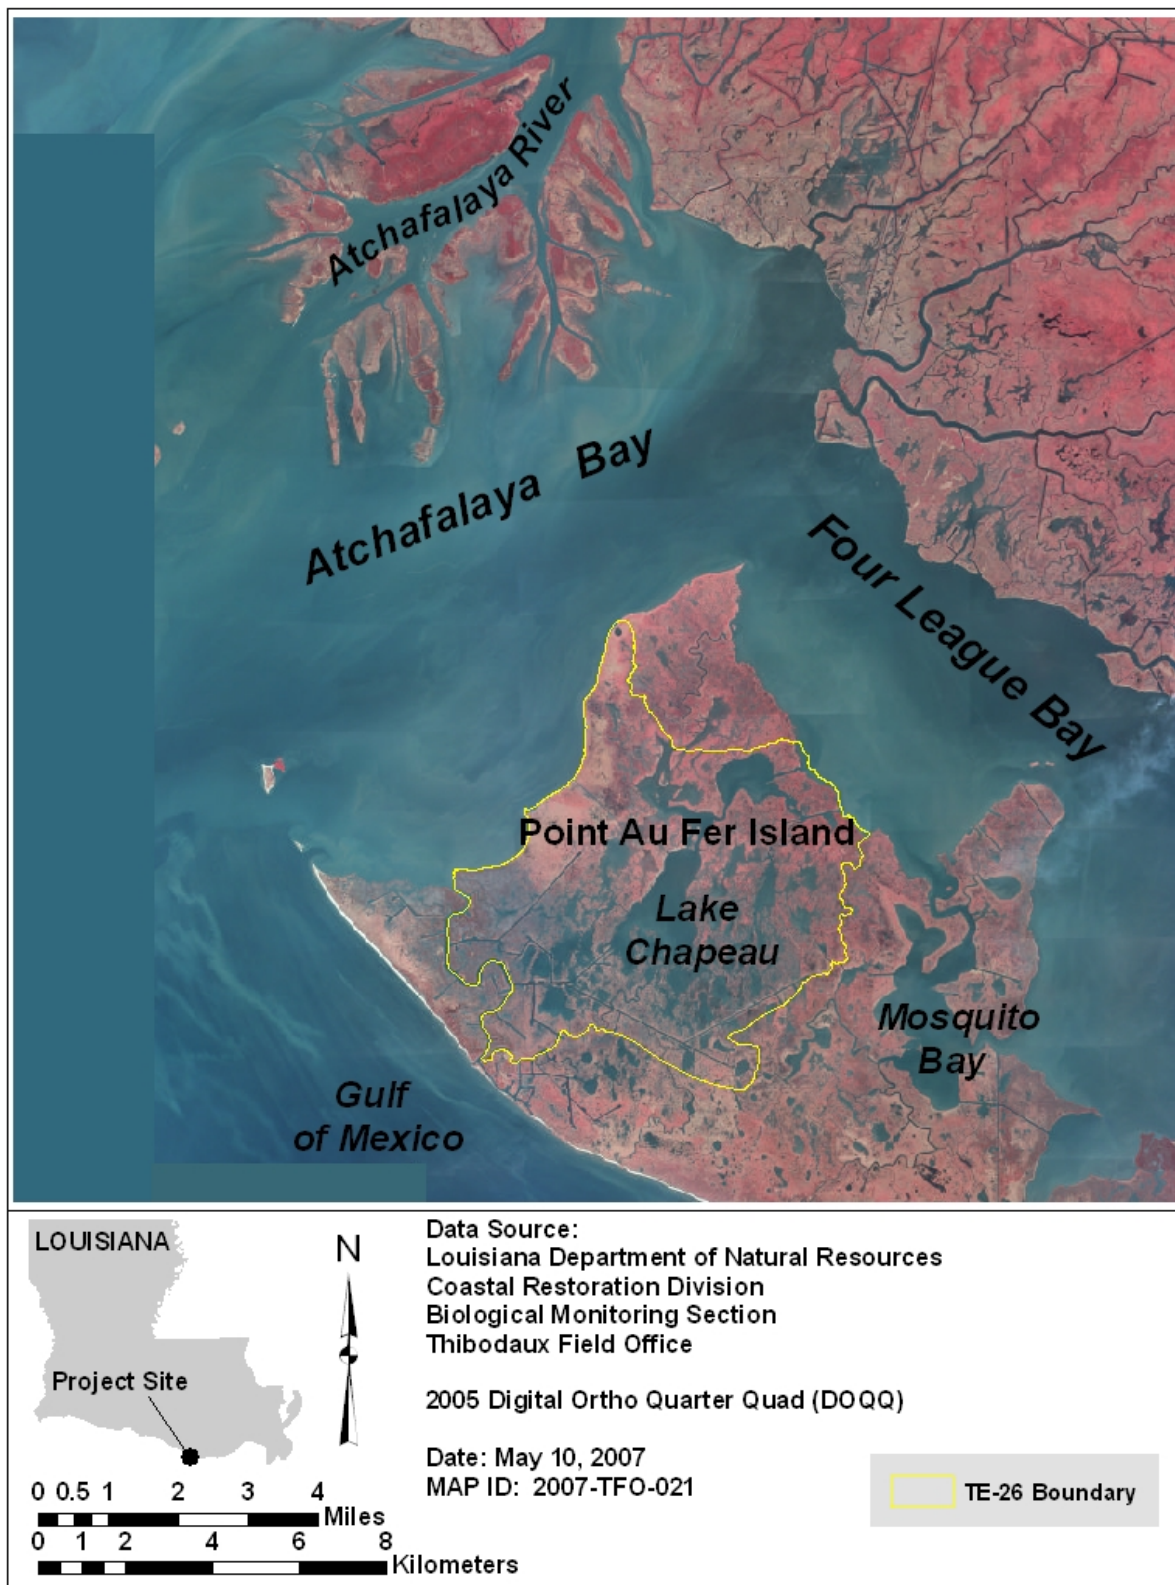 Atchafalaya River
Atchafalaya Bay
Four League Bay
Point Au Fer Island
Lake
Chapeau
Mosquito
Bay
Gulf
of Mexico
LOUISIANA
Project Site
N
0 0.5 1 2 3 4
Miles
0 1 2 4 6 8
Kilometers
Data Source:
Louisiana Department of Natural Resources
Coastal Restoration Division
Biological Monitoring Section
Thibodaux Field Office
2005 Digital Ortho Quarter Quad (DOQQ)
Date: May 10, 2007
MAP ID: 2007-TFO-021
TE-26 Boundary